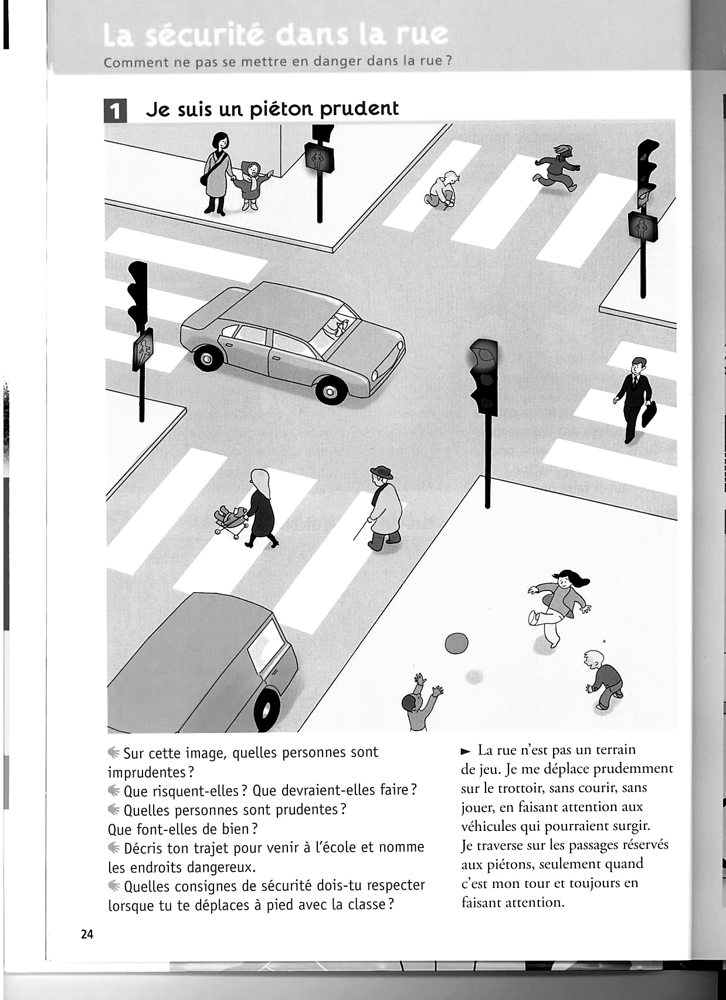 La sécurité dans la rue
Comment ne pas se mettre en danger dans la rue ?
1 Je suis un piéton prudent
Sur cette image, quelles personnes sont
imprudentes ?
Que risquent-elles ? Que devraient-elles faire ?
Quelles personnes sont prudentes ?
Que font-elles de bien ?
Décris ton trajet pour venir à l'école et nomme
les endroits dangereux.
Quelles consignes de sécurité dois-tu respecter
lorsque tu te déplaces à pied avec la classe ?
► La rue n'est pas un terrain
de jeu. Je me déplace prudemment
sur le trottoir, sans courir, sans
jouer, en faisant attention aux
véhicules qui pourraient surgir.
Je traverse sur les passages réservés
aux piétons, seulement quand
c'est mon tour et toujours en
faisant attention.
24